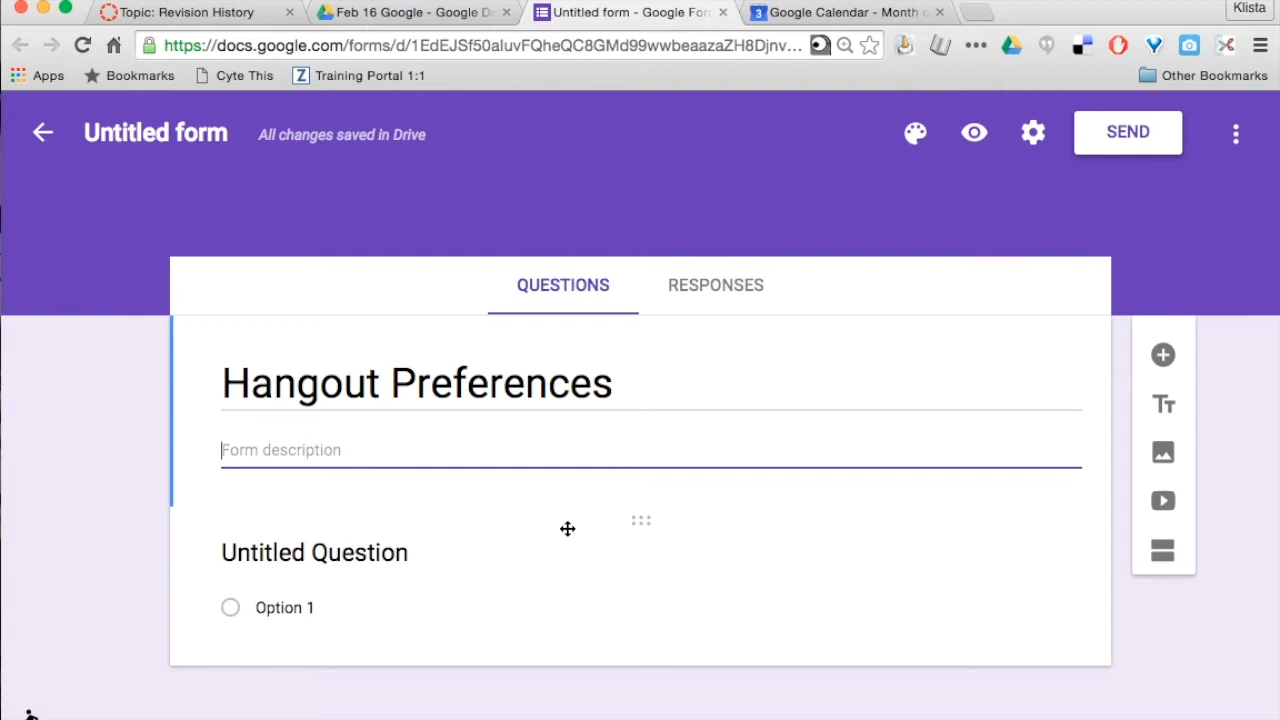 Topic: Revision History
Feb 16 Google - Google Dr
Untitled form - Google For
3
Google Calendar - Month o
Klista
https://docs.google.com/forms/d/1EdEJSf50aluvFQheQC8GMd99wwbeaazaZH8Djnv...
Apps
Bookmarks
Cyte This
Z
Training Portal 1:1
Other Bookmarks
Untitled form
All changes saved in Drive
SEND
QUESTIONS
RESPONSES
Hangout Preferences
Form description
Untitled Question
Option 1